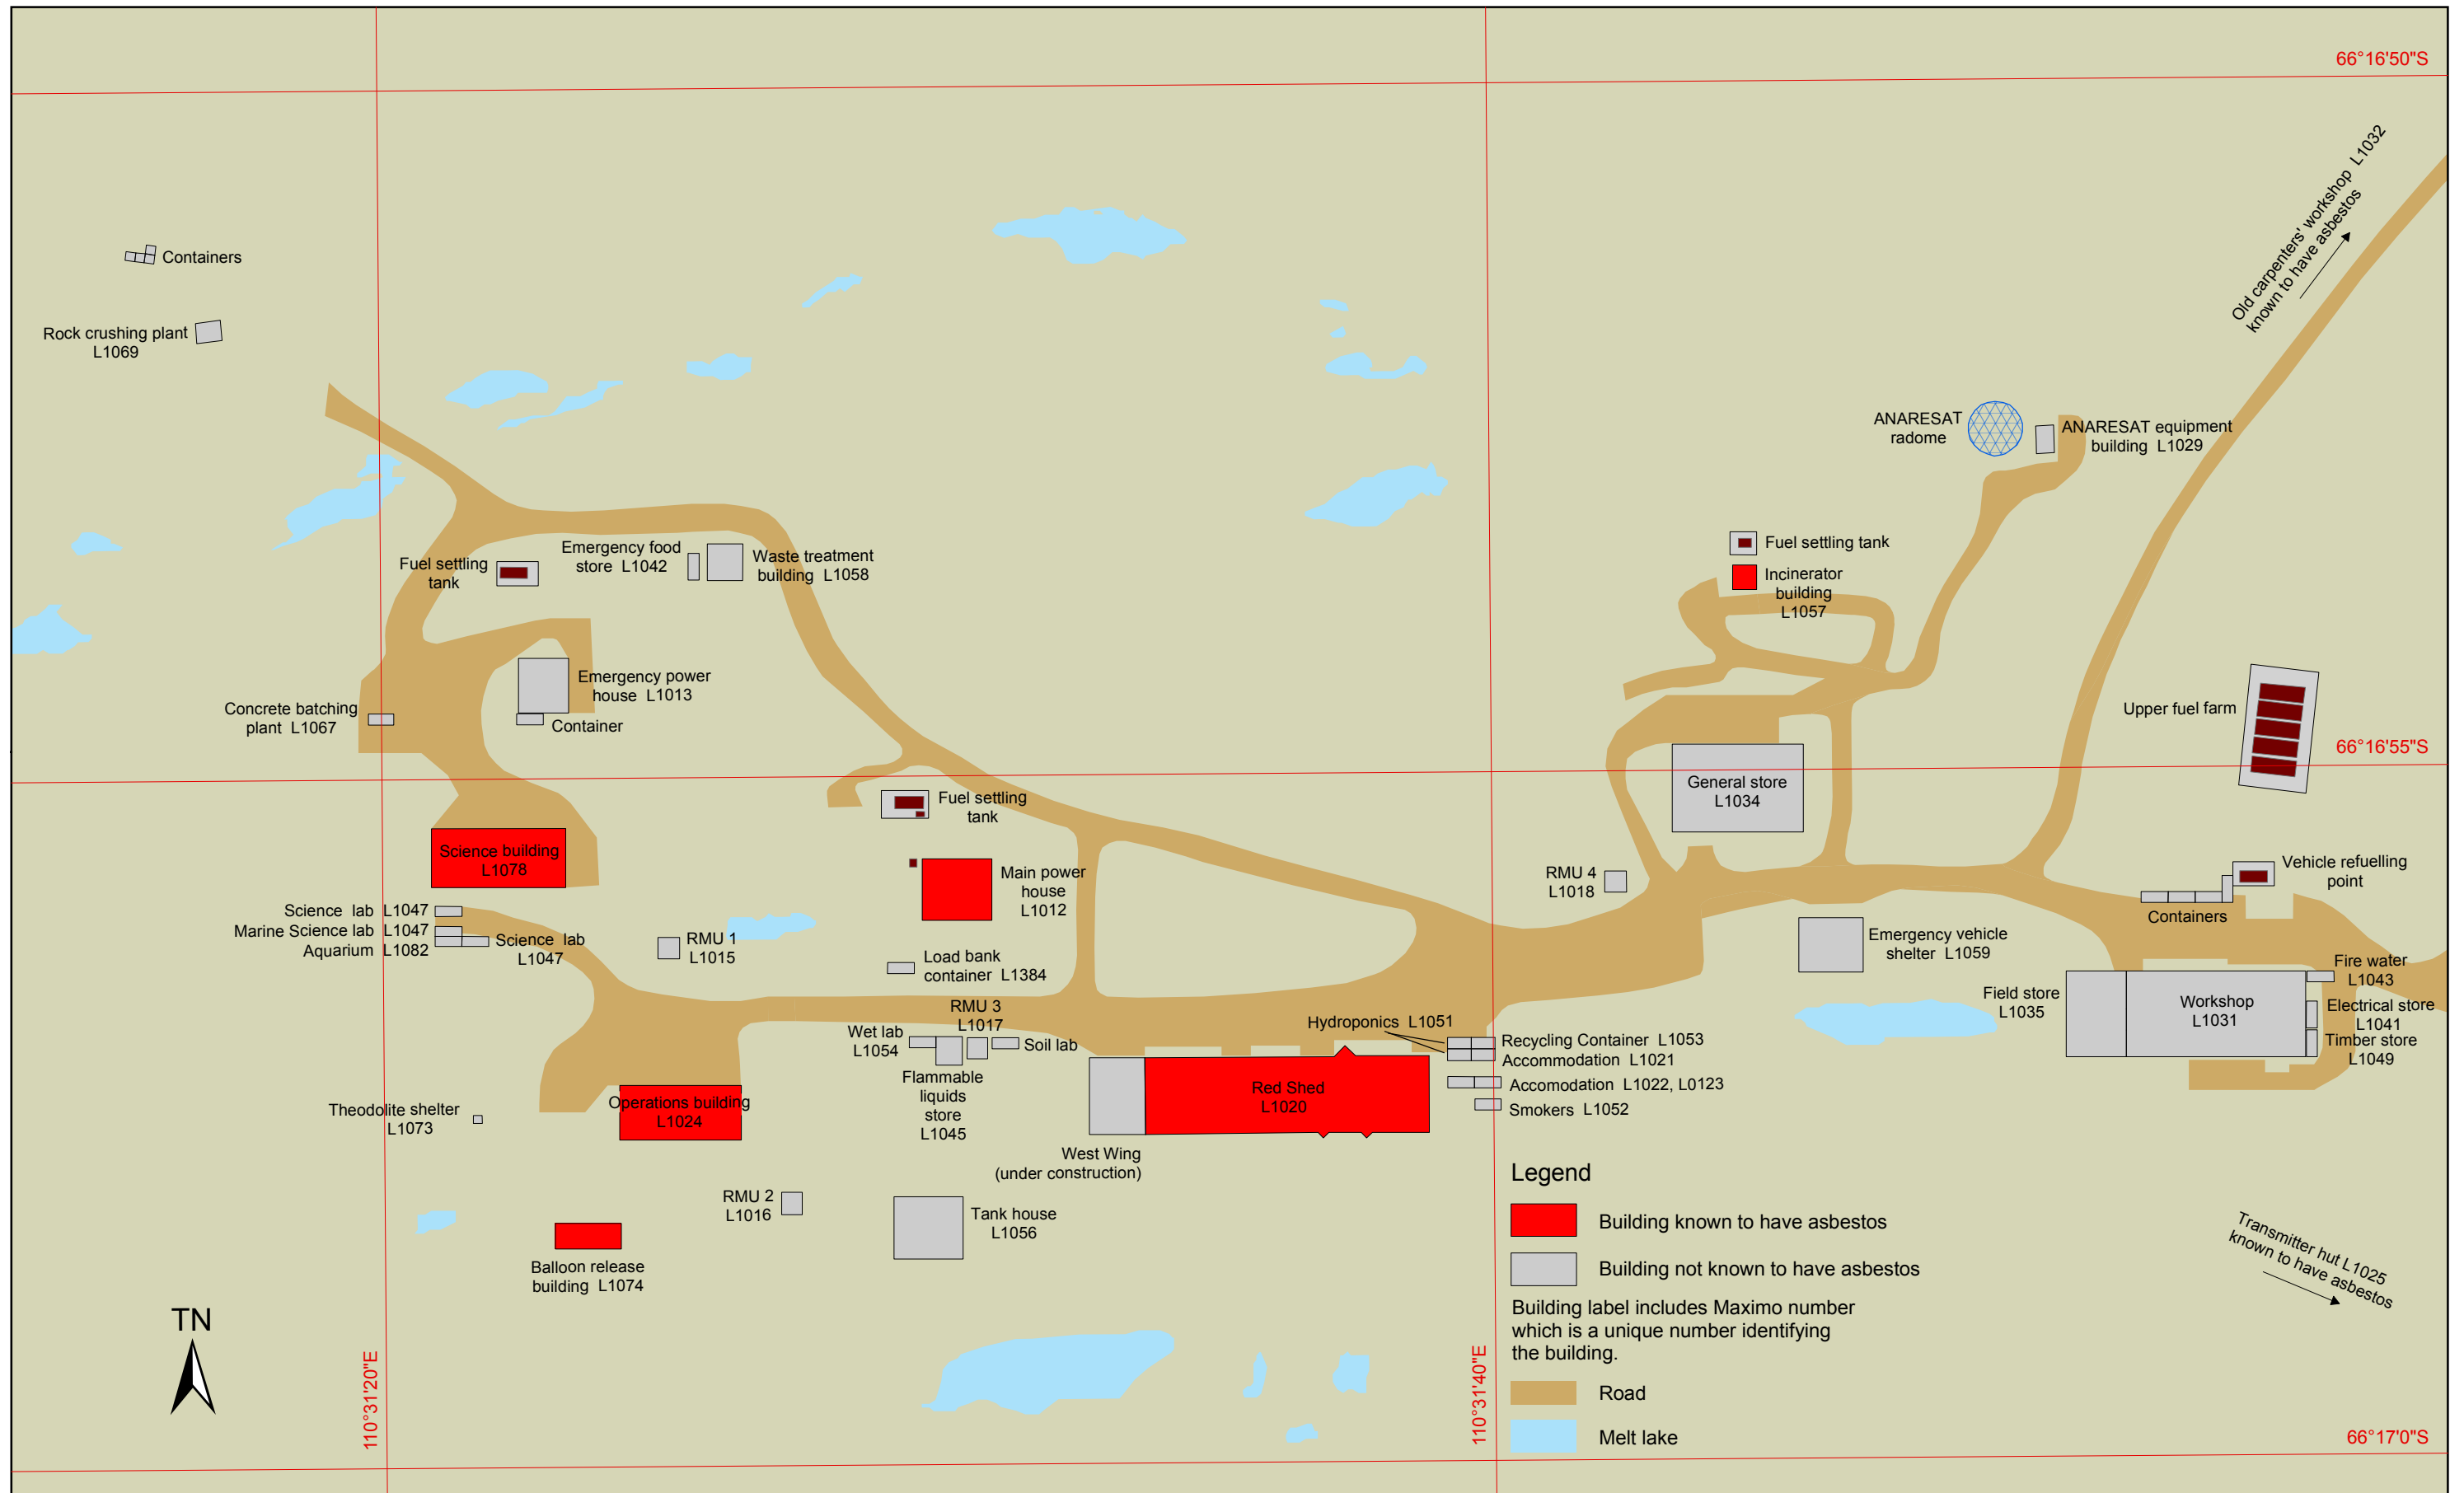 66°16'50"S
Old carpenters' workshop L1032
known to have asbestos
Containers
Rock crushing plant
L1069
ANARESAT
radome
ANARESAT equipment
building L1029
Fuel settling
tank
Emergency food
store L1042
Waste treatment
building L1058
Fuel settling tank
Incinerator
building
L1057
Emergency power
house L1013
Container
Concrete batching
plant L1067
Upper fuel farm
66°16'55"S
General store
L1034
Fuel settling
tank
Science building
L1078
Main power
house
L1012
RMU 4
L1018
Vehicle refuelling
point
Containers
Science lab L1047
Marine Science lab L1047
Aquarium L1082
Science lab
L1047
RMU 1
L1015
Load bank
container L1384
Emergency vehicle
shelter L1059
Fire water
L1043
Field store
L1035
Workshop
L1031
Electrical store
L1041
Timber store
L1049
RMU 3
L1017
Wet lab
L1054
Soil lab
Flammable
liquids
store
L1045
Hydroponics L1051
Recycling Container L1053
Accommodation L1021
Accomodation L1022, L0123
Smokers L1052
Red Shed
L1020
West Wing
(under construction)
Theodolite shelter
L1073
Operations building
L1024
RMU 2
L1016
Tank house
L1056
Balloon release
building L1074
Transmitter hut L1025
known to have asbestos
Legend
Building known to have asbestos
Building not known to have asbestos
Building label includes Maximo number
which is a unique number identifying
the building.
Road
Melt lake
TN
110°31'20"E
110°31'40"E
66°17'0"S